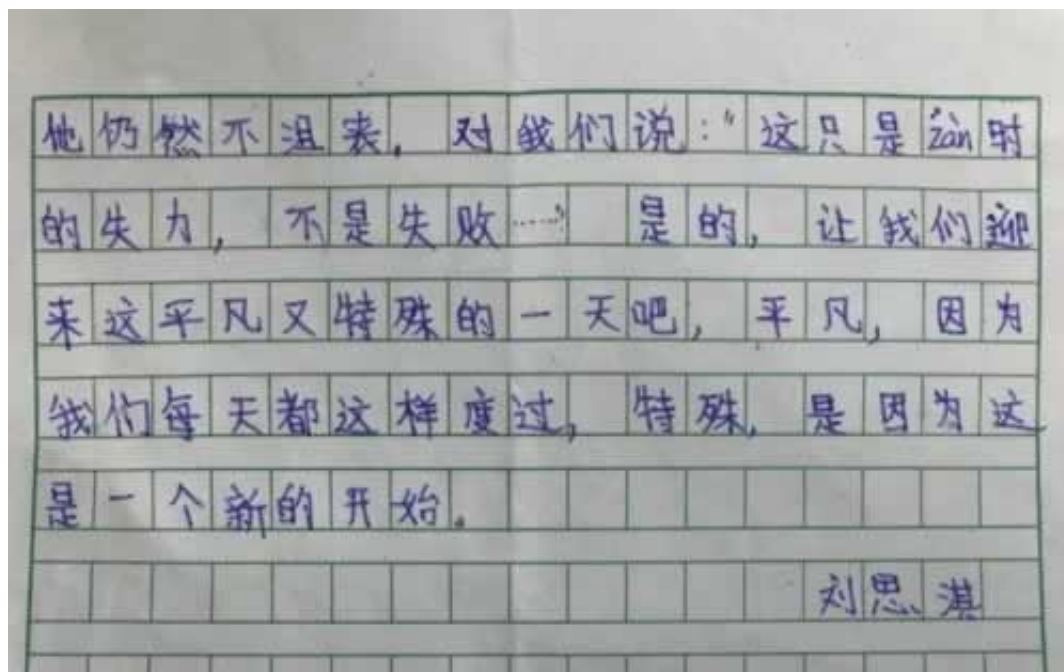 他仍然不沮丧，对我们说："这只是zàn时
的失力，不是失败……"是的，让我们迎
来这平凡又特殊的一天吧，平凡，因为
我们每天都这样度过，特殊，是因为这
是一个新的开始。
刘思淇